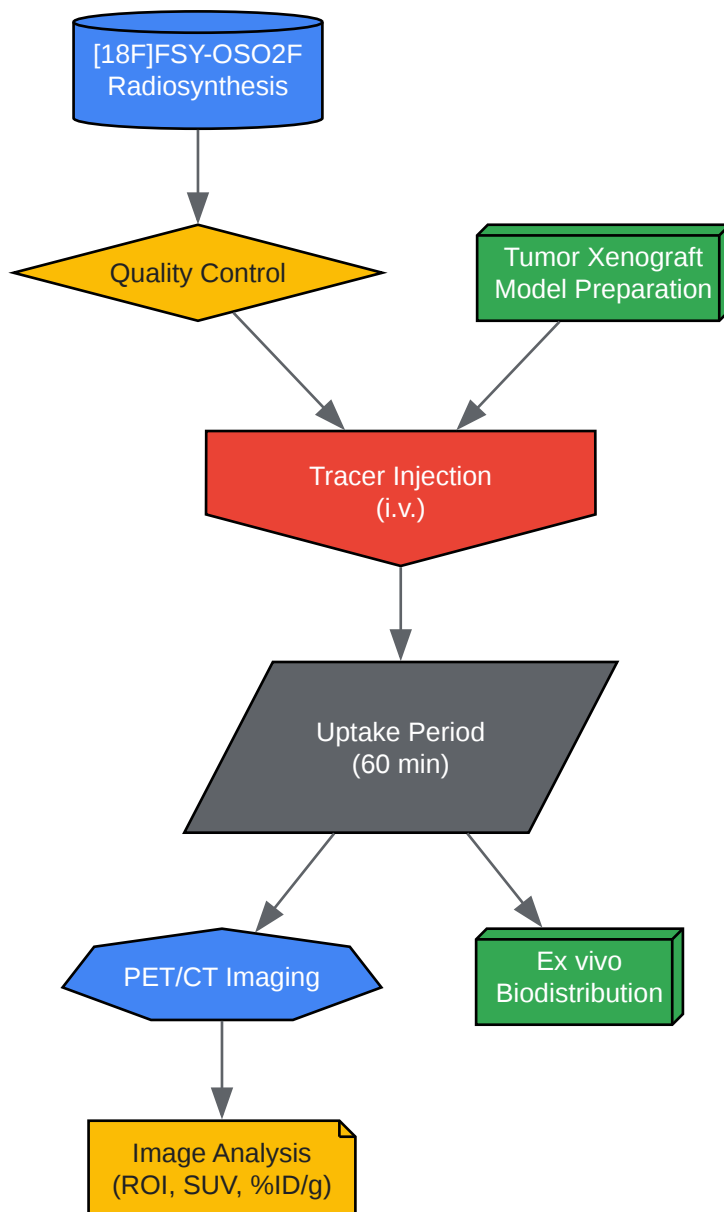 [18F]FSY-OSO2F
Radiosynthesis
Quality Control
Tumor Xenograft
Model Preparation
Tracer Injection
(i.v.)
Uptake Period
(60 min)
PET/CT Imaging
Ex vivo
Biodistribution
Image Analysis
(ROI, SUV, %ID/g)